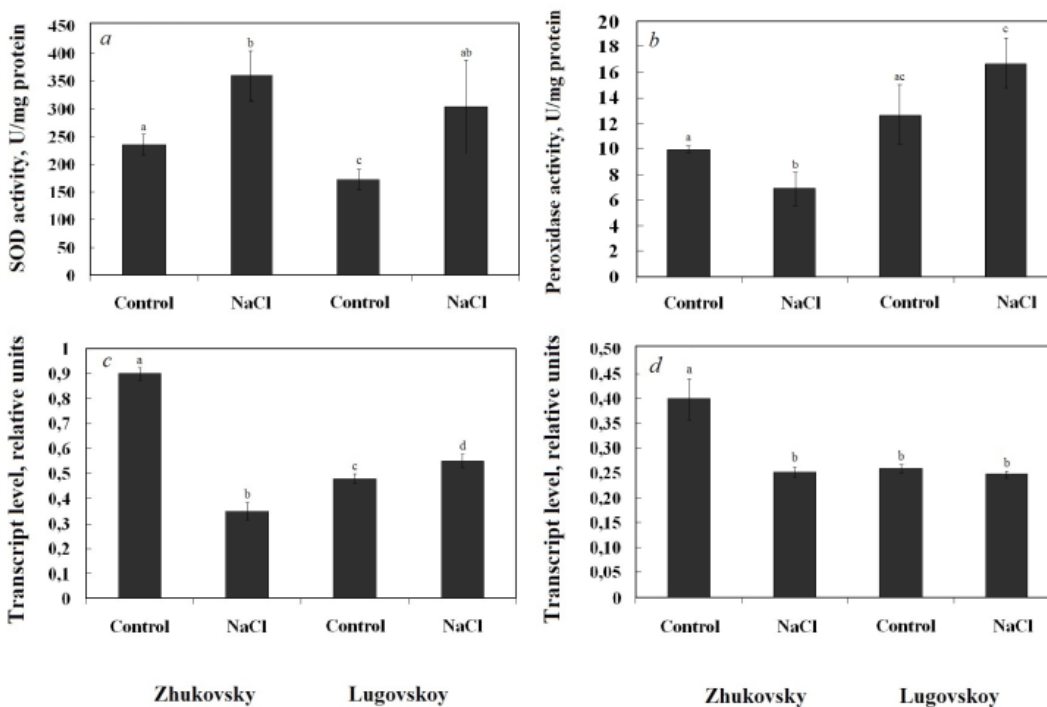 SOD activity, U/mg protein
a
450
400
350
300
250
200
150
100
50
0
a
b
c
ab
Control NaCl Control NaCl
Peroxidase activity, U/mg protein
b
20
18
16
14
12
10
8
6
4
2
0
a
b
ac
c
Control NaCl Control NaCl
Transcript level, relative units
c
1
0,9
0,8
0,7
0,6
0,5
0,4
0,3
0,2
0,1
0
a
b
c
d
Control NaCl Control NaCl
Zhukovsky Lugovskoy
Transcript level, relative units
d
0,50
0,45
0,40
0,35
0,30
0,25
0,20
0,15
0,10
0,05
0
a
b
b
b
Control NaCl Control NaCl
Zhukovsky Lugovskoy